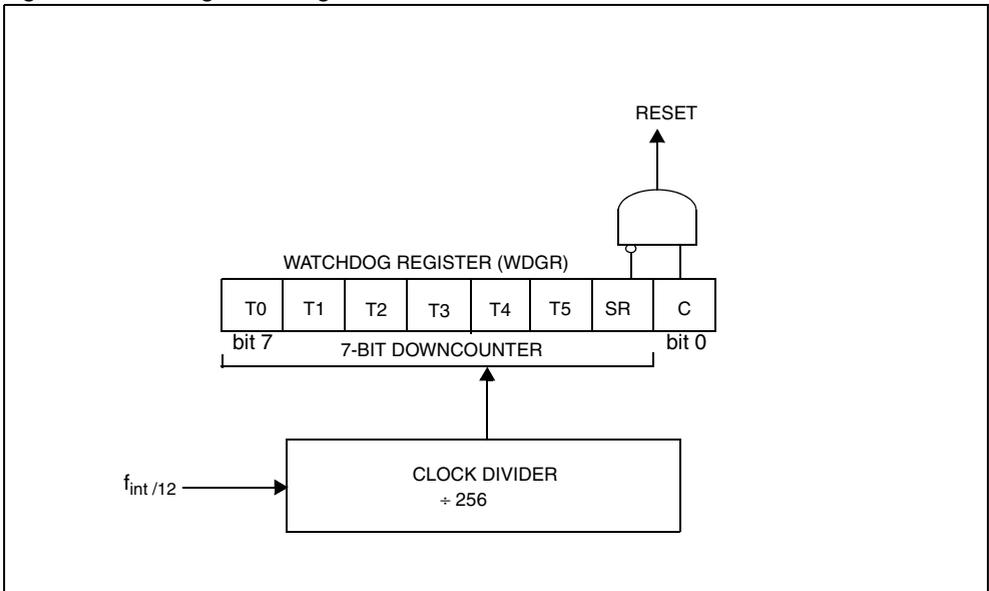 RESET
WATCHDOG REGISTER (WDGR)
T0 T1 T2 T3 T4 T5 SR C
bit 7 7-BIT DOWNCOUNTER bit 0
CLOCK DIVIDER
fint /12
÷ 256